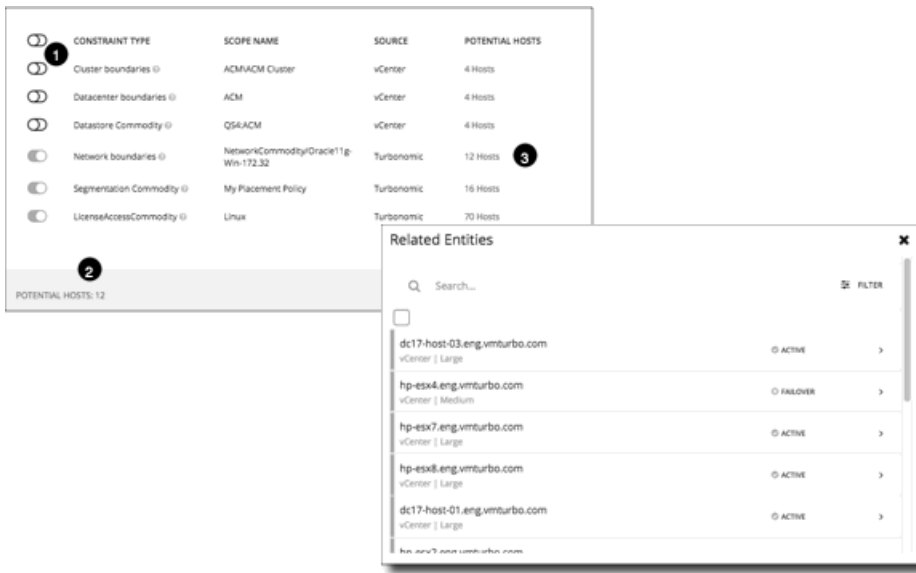 CONSTRAINT TYPE SCOPE NAME SOURCE POTENTIAL HOSTS
1
Cluster boundaries ACM\ACM Cluster vCenter 4 Hosts
Datacenter boundaries ACM vCenter 4 Hosts
Datastore Commodity QS4:ACM vCenter 4 Hosts
Network boundaries NetworkCommodity/Oracle11g-
Win-172.32 Turbonomic 12 Hosts 3
Segmentation Commodity My Placement Policy Turbonomic 16 Hosts
LicenseAccessCommodity Linux Turbonomic 70 Hosts
2
POTENTIAL HOSTS: 12
Related Entities
Search... FILTER
dc17-host-03.eng.vmturbo.com
vCenter | Large ACTIVE
hp-esx4.eng.vmturbo.com
vCenter | Medium FAILOVER
hp-esx7.eng.vmturbo.com
vCenter | Large ACTIVE
hp-esx8.eng.vmturbo.com
vCenter | Large ACTIVE
dc17-host-01.eng.vmturbo.com
vCenter | Large ACTIVE